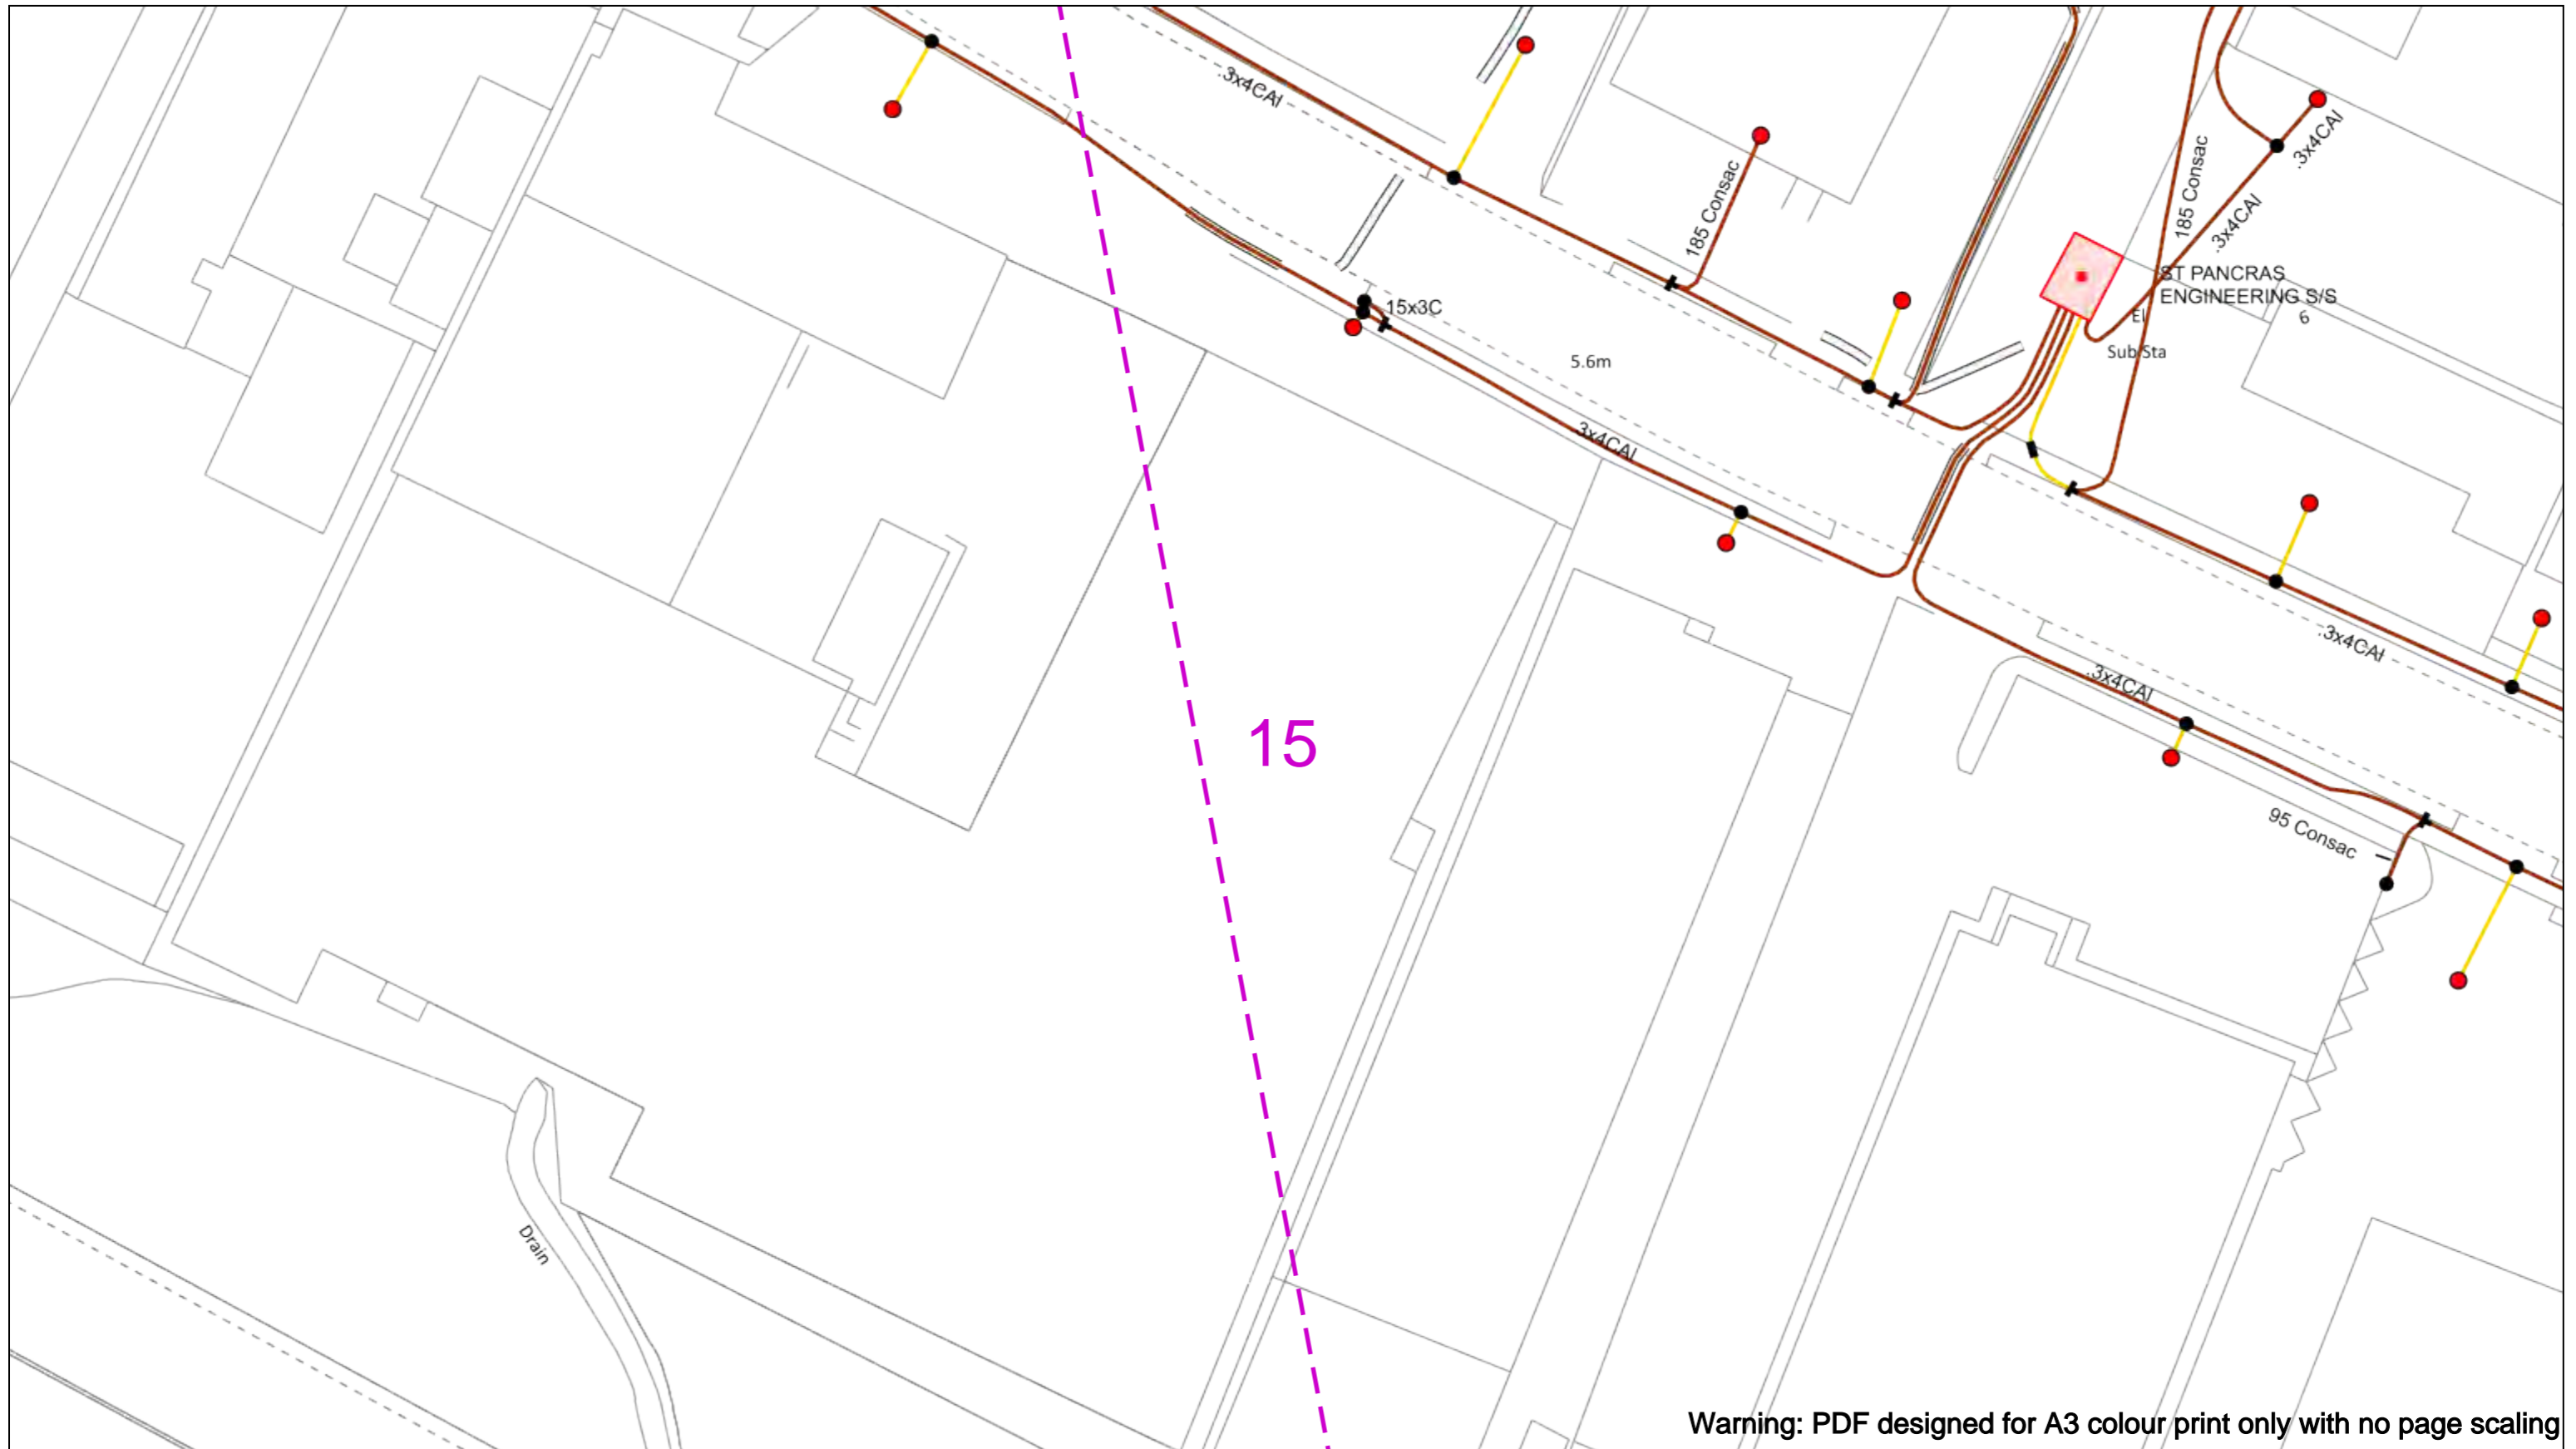 .3x4CAl
.3x4CAl
185 Consac
185 Consac
.3x4CAl
ST PANCRAS
ENGINEERING S/S
6
El
Sub Sta
15x3C
5.6m
.3x4CAl
.3x4CAl
.3x4CAl
15
95 Consac
Drain
Warning: PDF designed for A3 colour print only with no page scaling